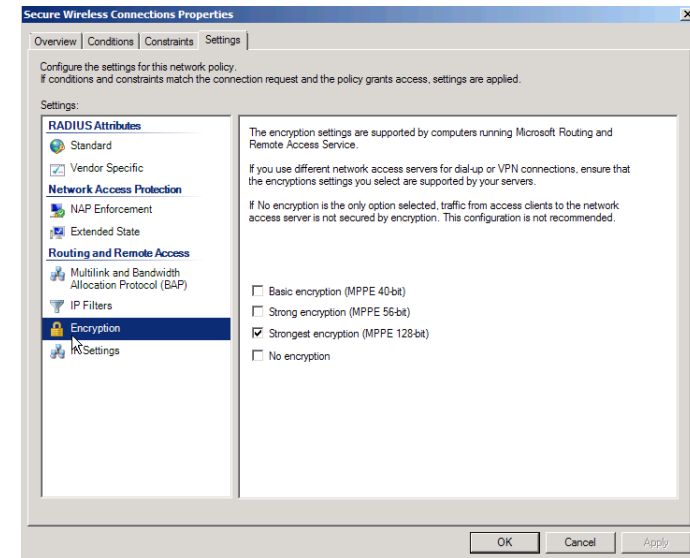 Secure Wireless Connections Properties
Overview
Conditions
Constraints
Settings
Configure the settings for this network policy.
If conditions and constraints match the connection request and the policy grants access, settings are applied.
Settings:
RADIUS Attributes
Standard
Vendor Specific
Network Access Protection
NAP Enforcement
Extended State
Routing and Remote Access
Multilink and Bandwidth
Allocation Protocol (BAP)
IP Filters
Encryption
Settings
The encryption settings are supported by computers running Microsoft Routing and
Remote Access Service.
If you use different network access servers for dial-up or VPN connections, ensure that
the encryptions settings you select are supported by your servers.
If No encryption is the only option selected, traffic from access clients to the network
access server is not secured by encryption. This configuration is not recommended.
Basic encryption (MPPE 40-bit)
Strong encryption (MPPE 56-bit)
Strongest encryption (MPPE 128-bit)
No encryption
OK
Cancel
Apply